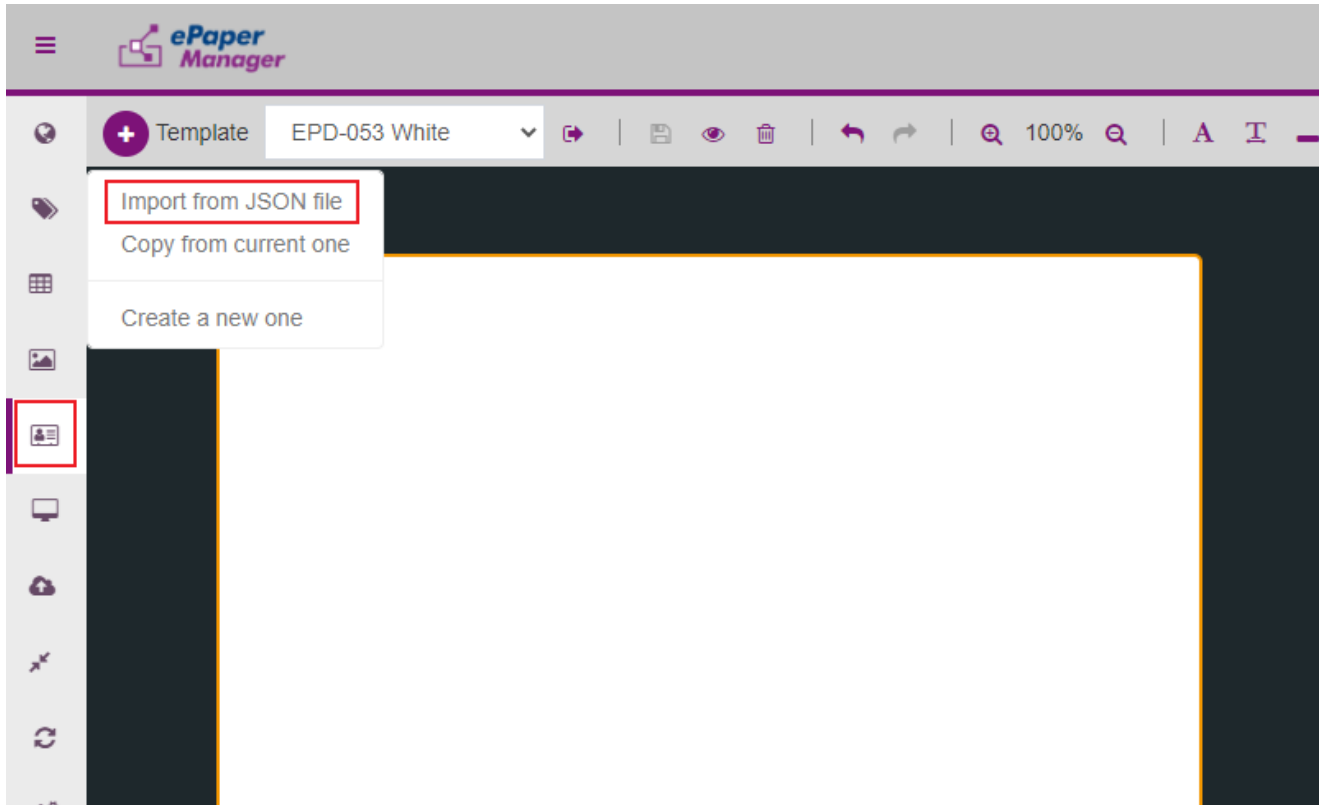 ePaper
Manager
Template EPD-053 White 100% A T
Import from JSON file
Copy from current one
Create a new one